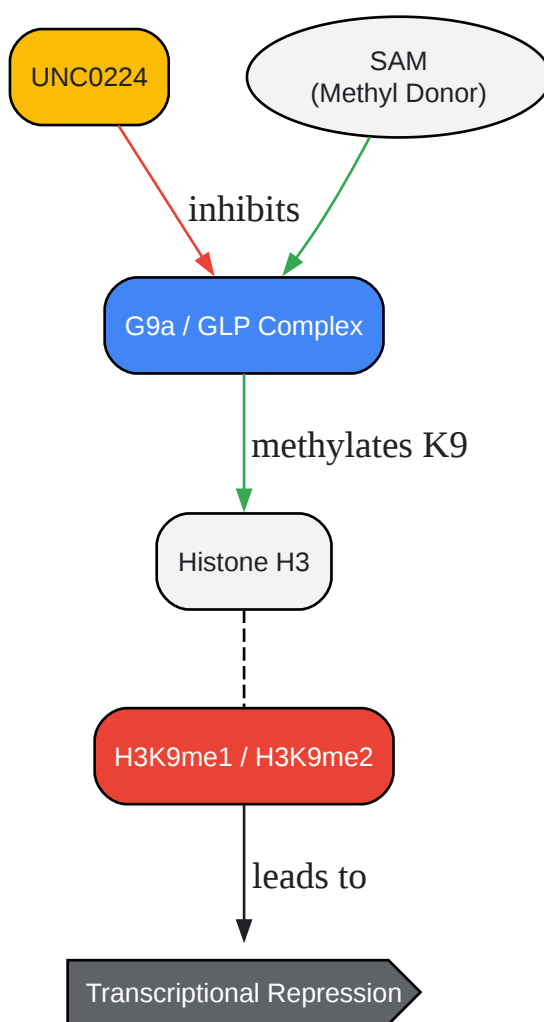 UNC0224
SAM
(Methyl Donor)
inhibits
G9a / GLP Complex
methylates K9
Histone H3
H3K9me1 / H3K9me2
leads to
Transcriptional Repression